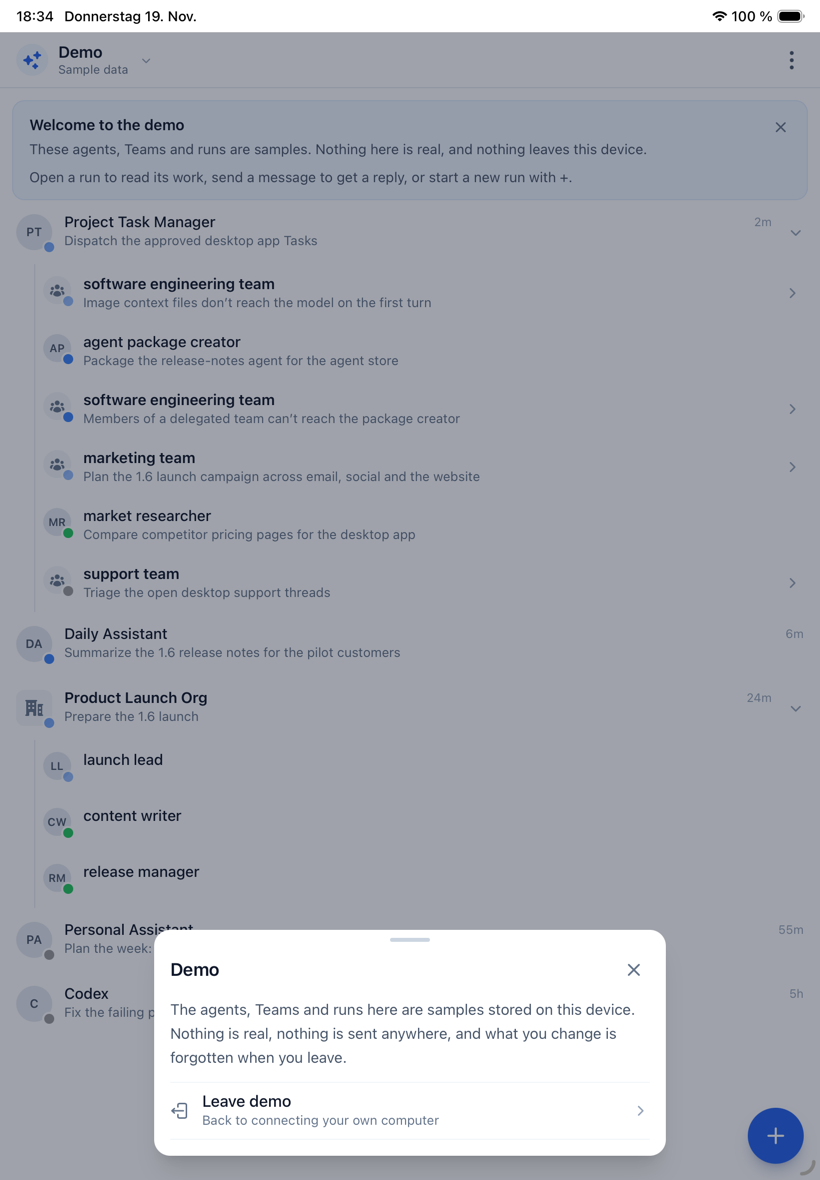 18:34 Donnerstag 19. Nov.
100 %
Demo
Sample data
Welcome to the demo
These agents, Teams and runs are samples. Nothing here is real, and nothing leaves this device.
Open a run to read its work, send a message to get a reply, or start a new run with +.
PT
Project Task Manager
2m
Dispatch the approved desktop app Tasks
software engineering team
Image context files don’t reach the model on the first turn
AP
agent package creator
Package the release-notes agent for the agent store
software engineering team
Members of a delegated team can’t reach the package creator
marketing team
Plan the 1.6 launch campaign across email, social and the website
MR
market researcher
Compare competitor pricing pages for the desktop app
support team
Triage the open desktop support threads
DA
Daily Assistant
6m
Summarize the 1.6 release notes for the pilot customers
Product Launch Org
24m
Prepare the 1.6 launch
LL
launch lead
CW
content writer
RM
release manager
PA
Personal Assistant
55m
Plan the week:
C
Codex
5h
Fix the failing p
Demo
The agents, Teams and runs here are samples stored on this device.
Nothing is real, nothing is sent anywhere, and what you change is
forgotten when you leave.
Leave demo
Back to connecting your own computer